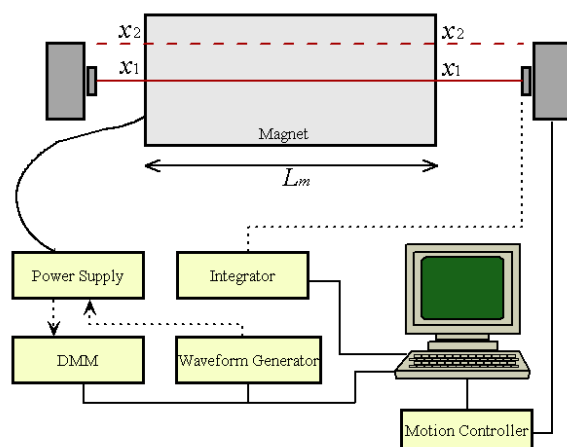 x2 x2
x1 x1
Magnet
Lm
Power Supply
Integrator
DMM
Waveform Generator
Motion Controller